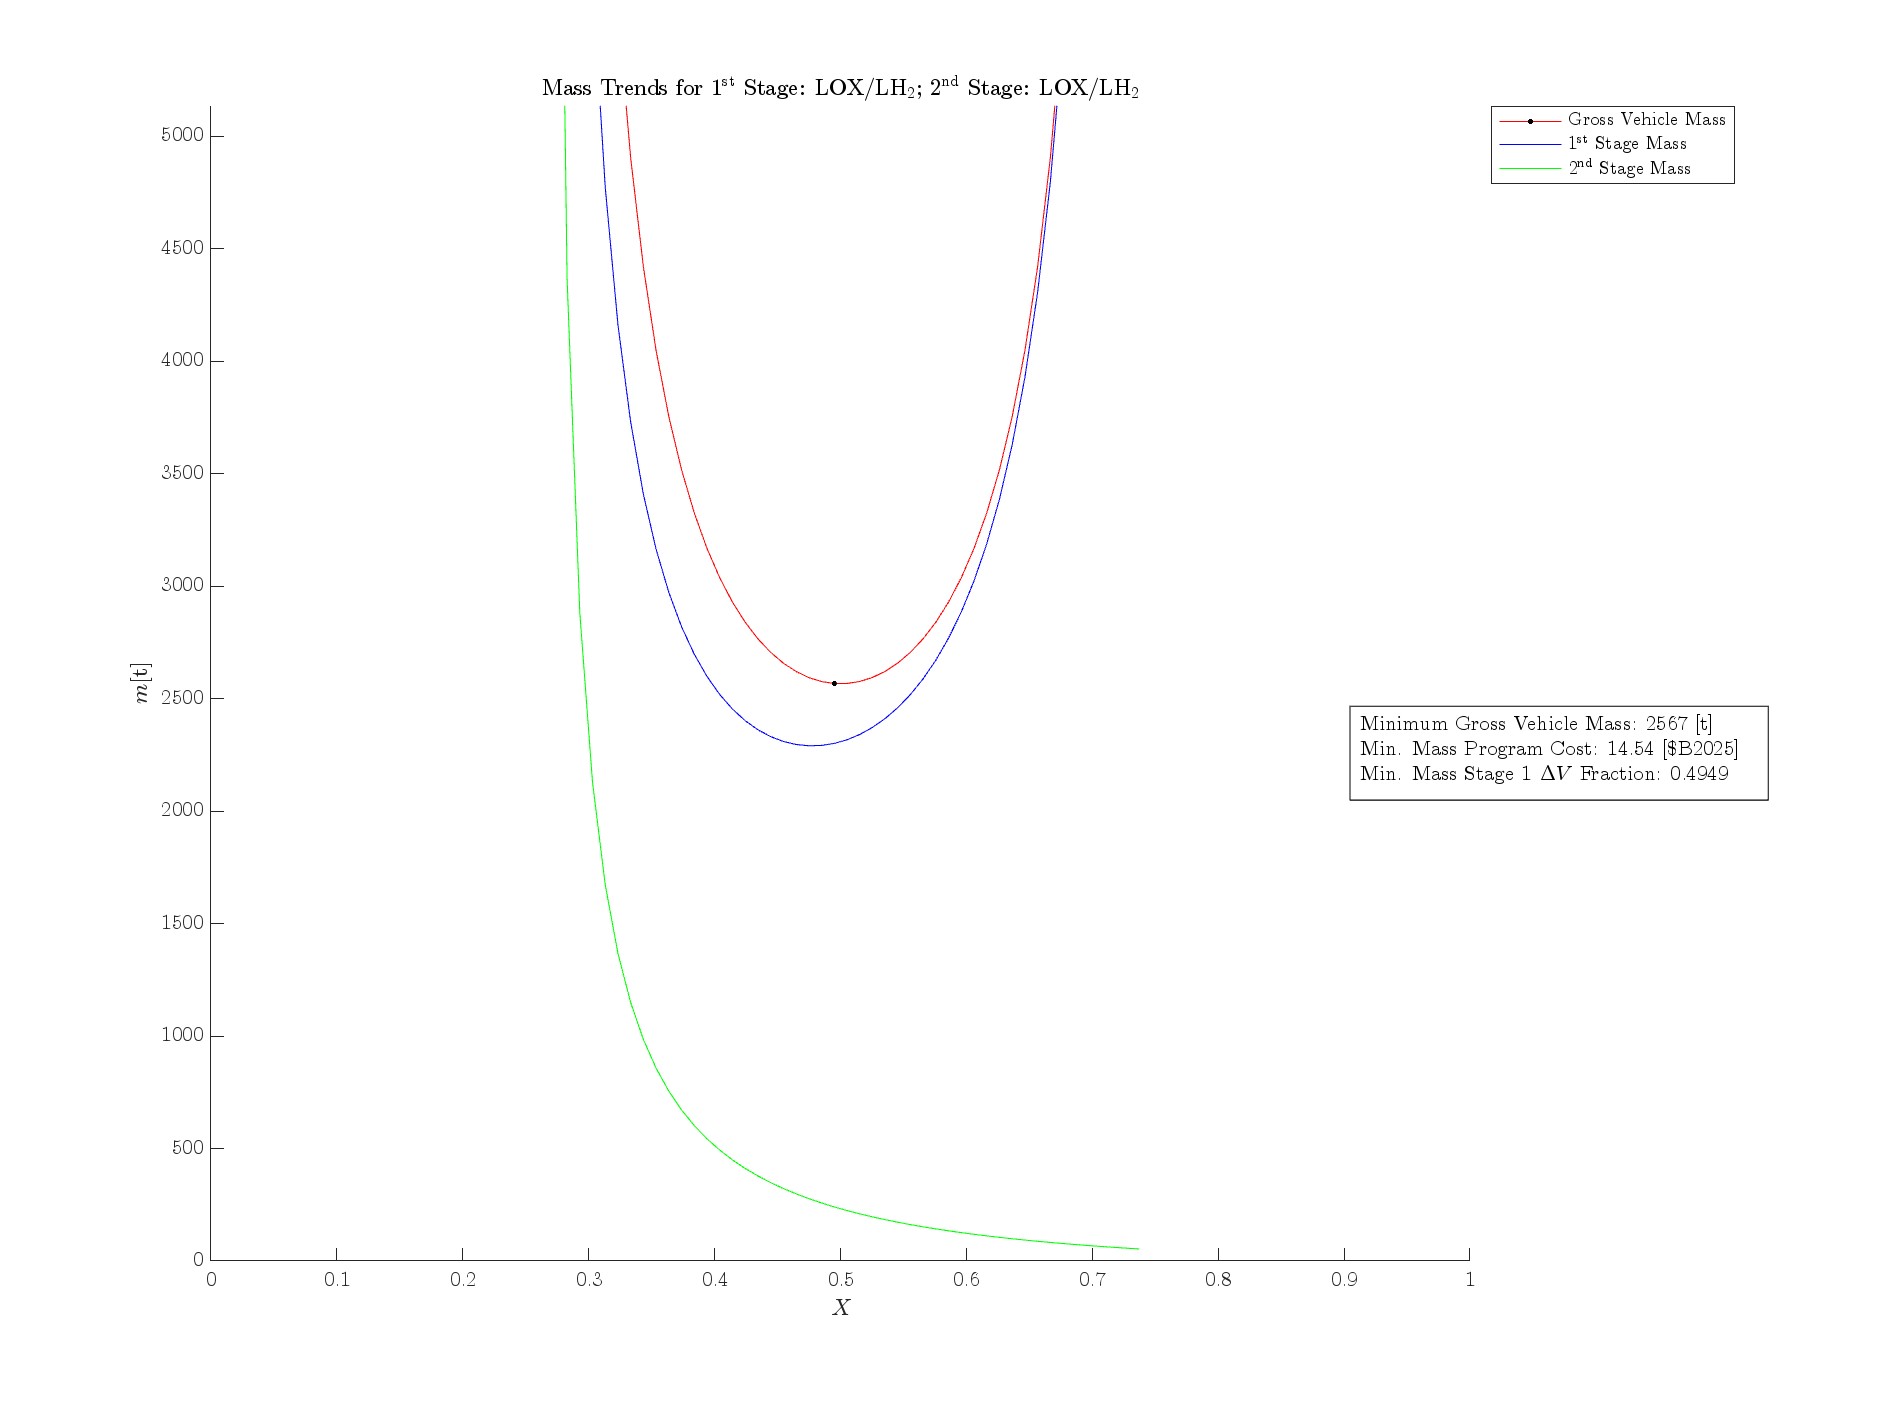 Mass Trends for 1st Stage: LOX/LH2; 2nd Stage: LOX/LH2
Gross Vehicle Mass
1st Stage Mass
2nd Stage Mass
5000
4500
4000
3500
3000
2500
2000
1500
1000
500
0
m[t]
Minimum Gross Vehicle Mass: 2567 [t]
Min. Mass Program Cost: 14.54 [$B2025]
Min. Mass Stage 1 ΔV Fraction: 0.4949
0 0.1 0.2 0.3 0.4 0.5 0.6 0.7 0.8 0.9 1
X